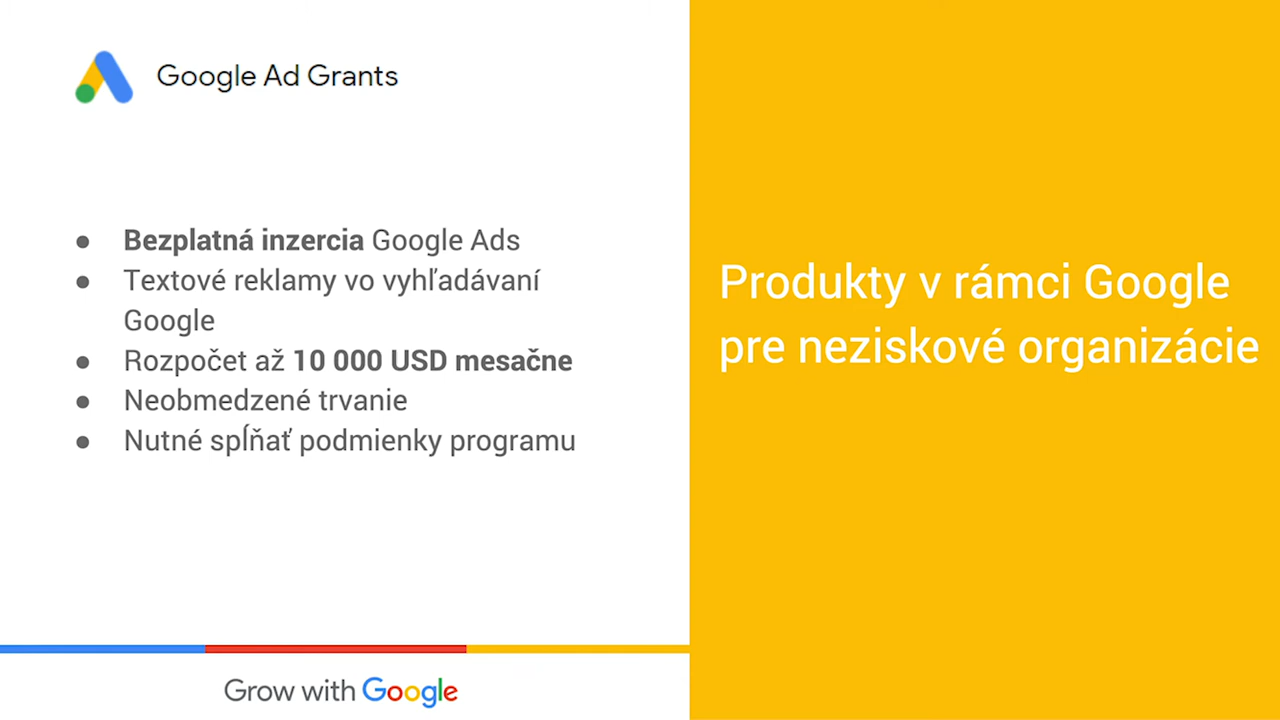 Google Ad Grants
● Bezplatná inzercia Google Ads
● Textové reklamy vo vyhľadávaní
Google
● Rozpočet až 10 000 USD mesačne
● Neobmedzené trvanie
● Nutné spĺňať podmienky programu
Grow with Google
Produkty v rámci Google
pre neziskové organizácie